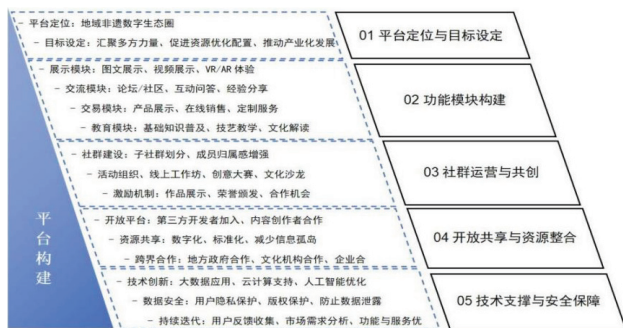 - 平台定位：地域非遗数字生态圈
- 目标设定：汇聚多方力量、促进资源优化配置、推动产业化发展
01 平台定位与目标设定
- 展示模块：图文展示、视频展示、VR/AR 体验
- 交流模块：论坛/社区、互动问答、经验分享
- 交易模块：产品展示、在线销售、定制服务
- 教育模块：基础知识普及、技艺教学、文化解读
02 功能模块构建
- 社群建设：子社群划分、成员归属感增强
- 活动组织、线上工作坊、创意大赛、文化沙龙
- 激励机制：作品展示、荣誉颁发、合作机会
03 社群运营与共创
- 开放平台：第三方开发者加入、内容创作者合作
- 资源共享：数字化、标准化、减少信息孤岛
- 跨界合作：地方政府合作、文化机构合作、企业合
04 开放共享与资源整合
- 技术创新：大数据应用、云计算支持、人工智能优化
- 数据安全：用户隐私保护、版权保护、防止数据泄露
- 持续迭代：用户反馈收集、市场需求分析、功能与服务优
05 技术支撑与安全保障
平台构建